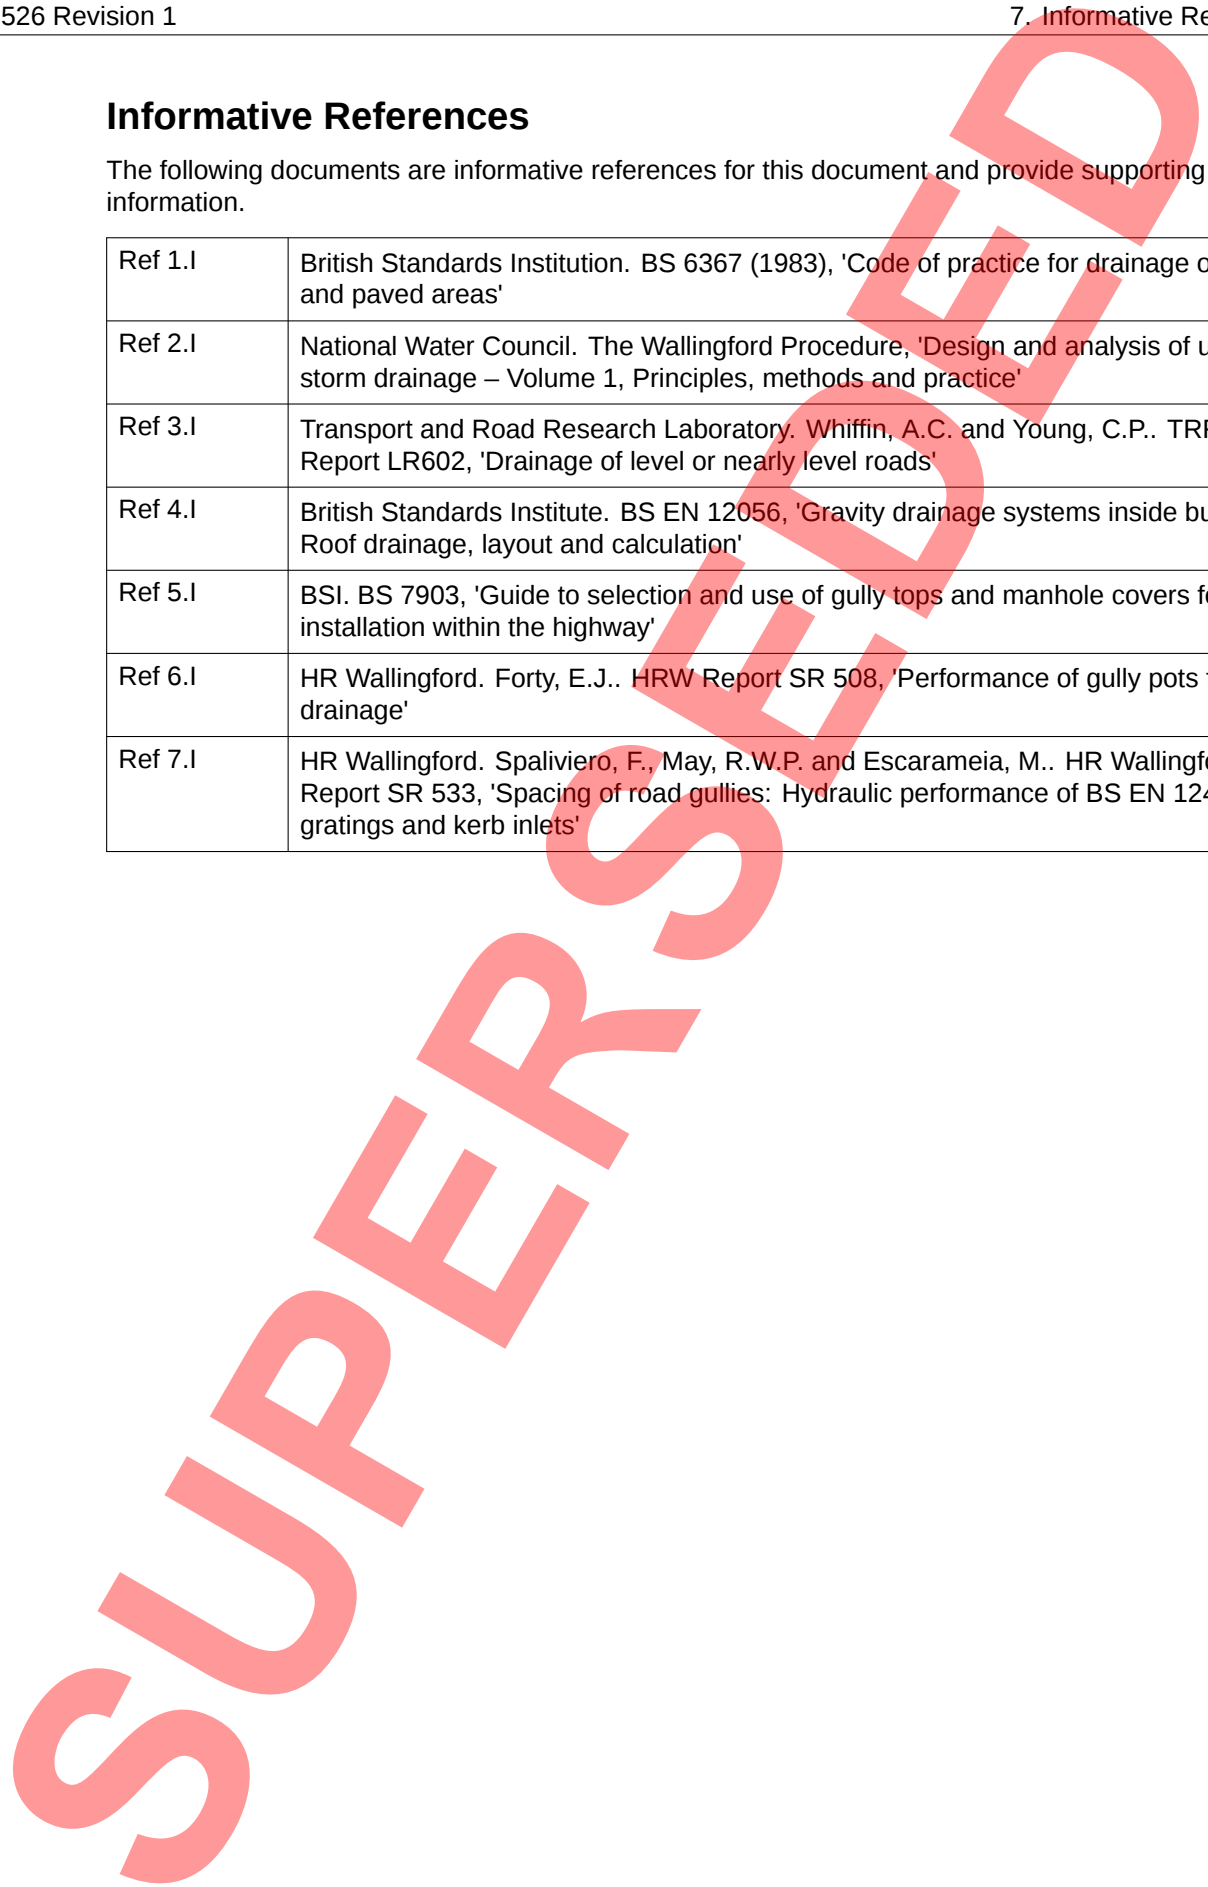 526 Revision 1
7. Informative
Informative References
The following documents are informative references for this document and provide supporting
information.
Ref 1.I
British Standards Institution. BS 6367 (1983), 'Code of practice for drainage
and paved areas'
Ref 2.I
National Water Council. The Wallingford Procedure, 'Design and analysis of
storm drainage – Volume 1, Principles, methods and practice'
Ref 3.I
Transport and Road Research Laboratory. Whiffin, A.C. and Young, C.P..
Report LR602, 'Drainage of level or nearly level roads'
Ref 4.I
British Standards Institute. BS EN 12056, 'Gravity drainage systems inside
Roof drainage, layout and calculation'
Ref 5.I
BSI. BS 7903, 'Guide to selection and use of gully tops and manhole covers
installation within the highway'
Ref 6.I
HR Wallingford. Forty, E.J.. HRW Report SR 508, 'Performance of gully pots
drainage'
Ref 7.I
HR Wallingford. Spaliviero, F., May, R.W.P. and Escarameia, M.. HR
Report SR 533, 'Spacing of road gullies: Hydraulic performance of BS EN
gratings and kerb inlets'
SUPERSEDED